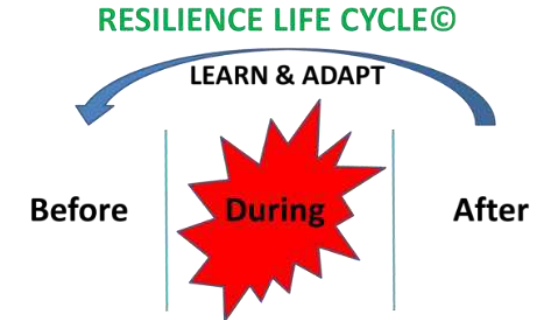 RESILIENCE LIFE CYCLE©
LEARN & ADAPT
Before During After